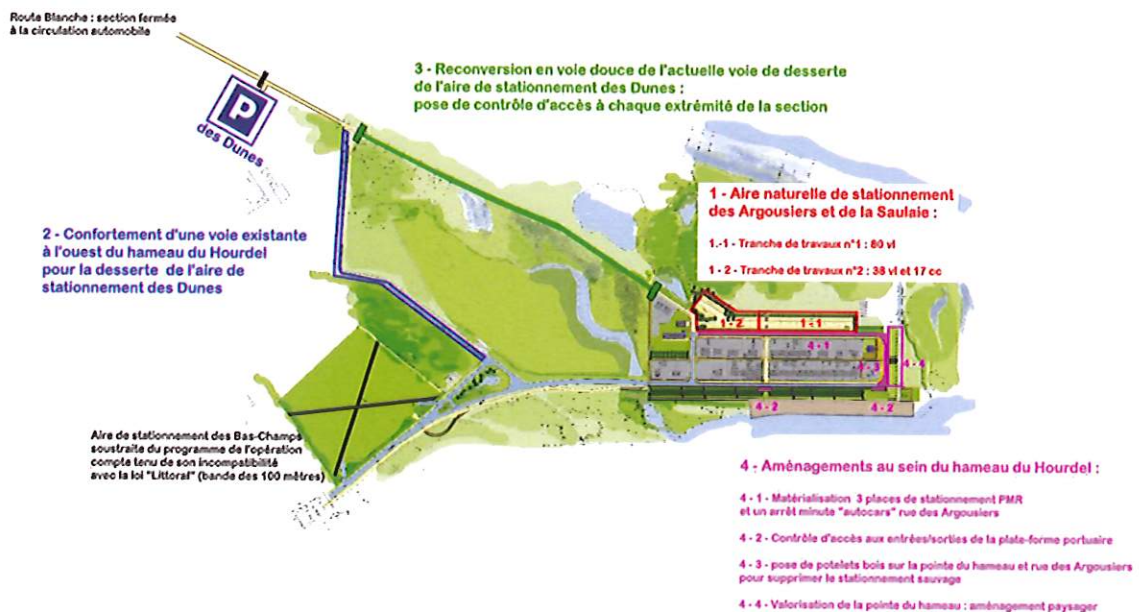 Route Blanche : section fermée
à la circulation automobile
P
des Dunes
3 - Reconversion en voie douce de l'actuelle voie de desserte
de l'aire de stationnement des Dunes :
pose de contrôle d'accès à chaque extrémité de la section
1 - Aire naturelle de stationnement
des Argousiers et de la Saulaie :
1.-1 - Tranche de travaux n°1 : 80 vl
1 - 2 - Tranche de travaux n°2 : 38 vl et 17 cc
2 - Confortement d'une voie existante
à l'ouest du hameau du Hourdel
pour la desserte de l'aire de
stationnement des Dunes
1 - 2
1 - 1
4 - 1
4 - 3
4 - 4
4 - 2
4 - 2
Aire de stationnement des Bas-Champs
soustraite du programme de l'opération
compte tenu de son incompatibilité
avec la loi "Littoral" (bande des 100 mètres)
4 - Aménagements au sein du hameau du Hourdel :
4 - 1 - Matérialisation 3 places de stationnement PMR
et un arrêt minute "autocars" rue des Argousiers
4 - 2 - Contrôle d'accès aux entrées/sorties de la plate-forme portuaire
4 - 3 - pose de potelets bois sur la pointe du hameau et rue des Argousiers
pour supprimer le stationnement sauvage
4 - 4 - Valorisation de la pointe du hameau : aménagement paysager